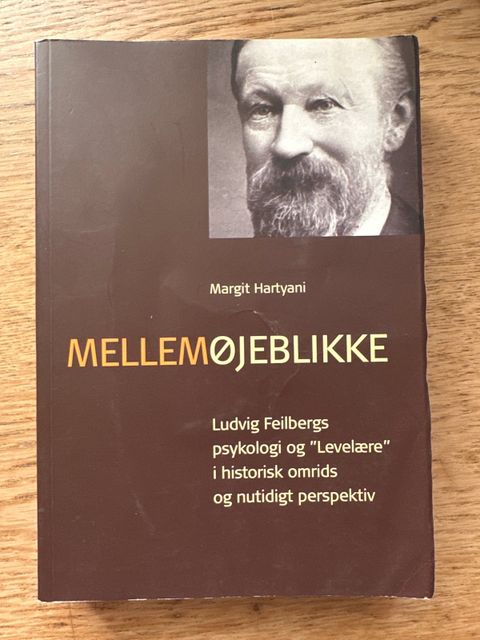 Margit Hartyani
MELLEMØJEBLIKKE
Ludvig Feilbergs
psykologi og ”Levelære”
i historisk omrids
og nutidigt perspektiv